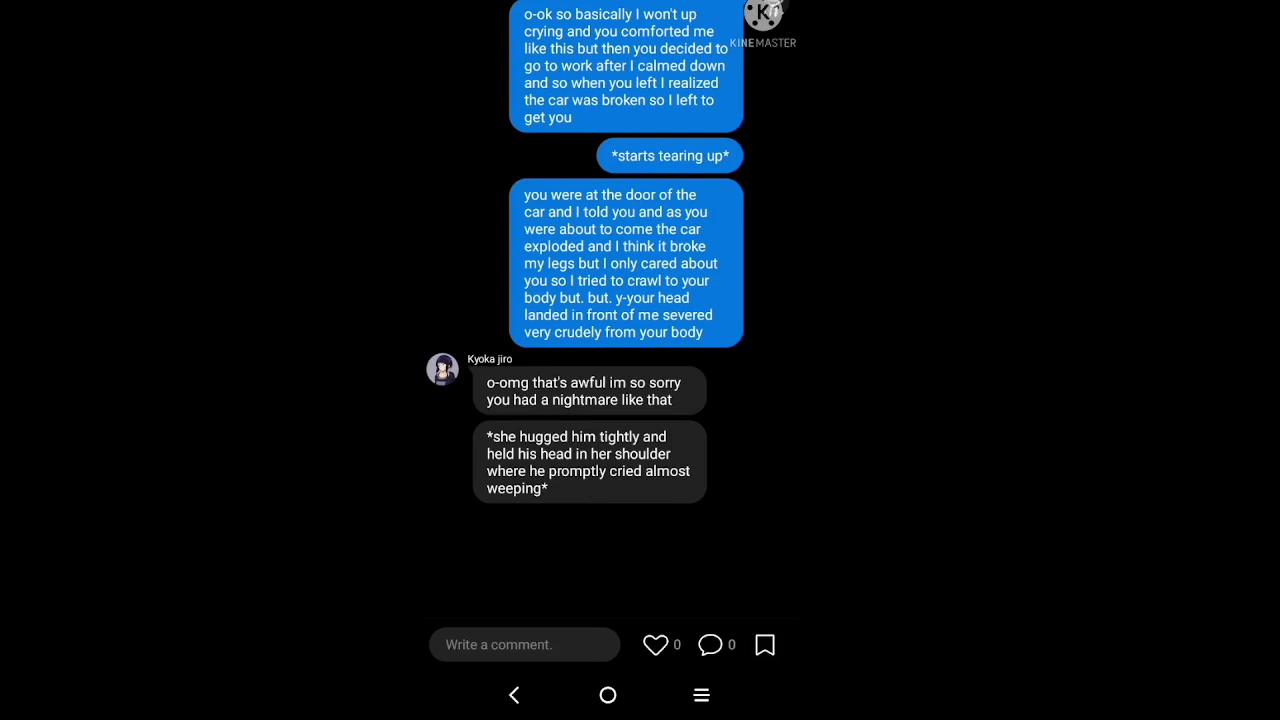 o-ok so basically I won't up
crying and you comforted me
like this but then you decided to
go to work after I calmed down
and so when you left I realized
the car was broken so I left to
get you
K
KINEMASTER
*starts tearing up*
you were at the door of the
car and I told you and as you
were about to come the car
exploded and I think it broke
my legs but I only cared about
you so I tried to crawl to your
body but. but. y-your head
landed in front of me severed
very crudely from your body
Kyoka jiro
o-omg that's awful im so sorry
you had a nightmare like that
*she hugged him tightly and
held his head in her shoulder
where he promptly cried almost
weeping*
Write a comment.
0
0